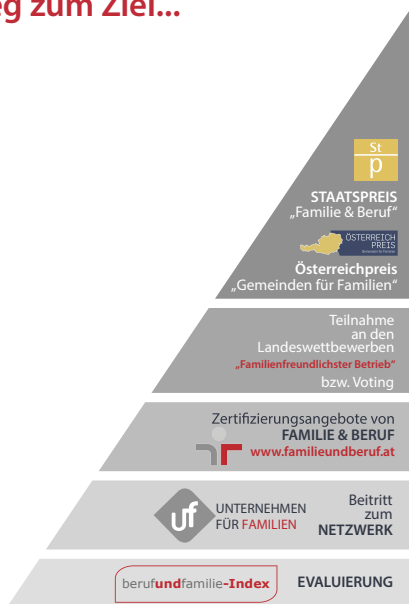 eg zum Ziel...
St
p
STAATSPREIS
„Familie & Beruf“
ÖSTERREICH
PREIS
Österreichpreis
„Gemeinden für Familien“
Teilnahme
an den
Landeswettbewerben
„Familienfreundlichster Betrieb“
bzw. Voting
Zertifizierungsangebote von
FAMILIE & BERUF
www.familieundberuf.at
uf
UNTERNEHMEN
FÜR FAMILIEN
Beitritt
zum
NETZWERK
berufundfamilie-Index
EVALUIERUNG